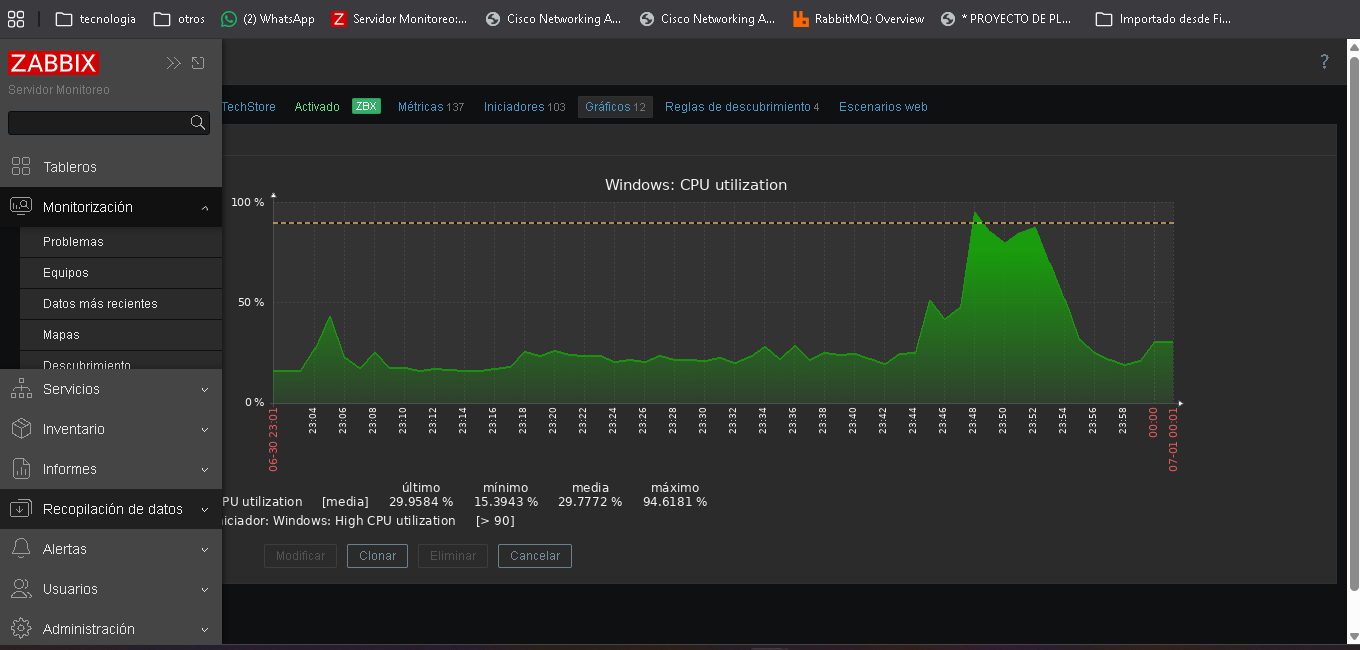 tecnologia otros (2) WhatsApp Servidor Monitoreo:... Cisco Networking A... Cisco Networking A... RabbitMQ: Overview * PROYECTO DE PL... Importado desde Fi...
ZABBIX
Servidor Monitoreo
?
TechStore Activado ZBX Métricas 137 Iniciadores 103 Gráficos 12 Reglas de descubrimiento 4 Escenarios web
Tableros
Monitorización
Problemas
Equipos
Datos más recientes
Mapas
Descubrimiento
Servicios
Inventario
Informes
Recopilación de datos
Alertas
Usuarios
Administración
Windows: CPU utilization
100 %
50 %
0 %
06-30 23:01 23:04 23:06 23:08 23:10 23:12 23:14 23:16 23:18 23:20 23:22 23:24 23:26 23:28 23:30 23:32 23:34 23:36 23:38 23:40 23:42 23:44 23:46 23:48 23:50 23:52 23:54 23:56 23:58 00:00 07-01 00:01
último mínimo media máximo
PU utilization [media] 29.9584 % 15.3943 % 29.7772 % 94.6181 %
iciador: Windows: High CPU utilization [> 90]
Modificar Clonar Eliminar Cancelar